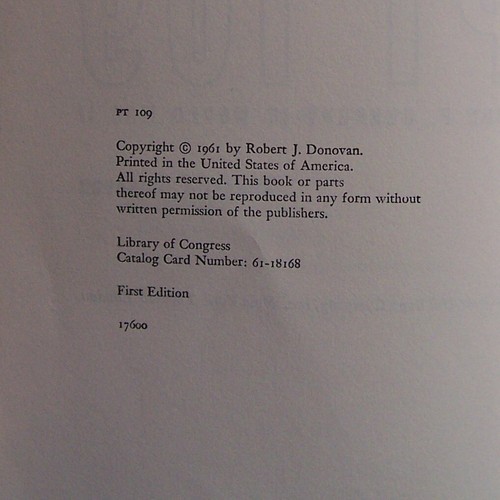 PT 109
Copyright © 1961 by Robert J. Donovan.
Printed in the United States of America.
All rights reserved. This book or parts
thereof may not be reproduced in any form without
written permission of the publishers.
Library of Congress
Catalog Card Number: 61-18168
First Edition
17600